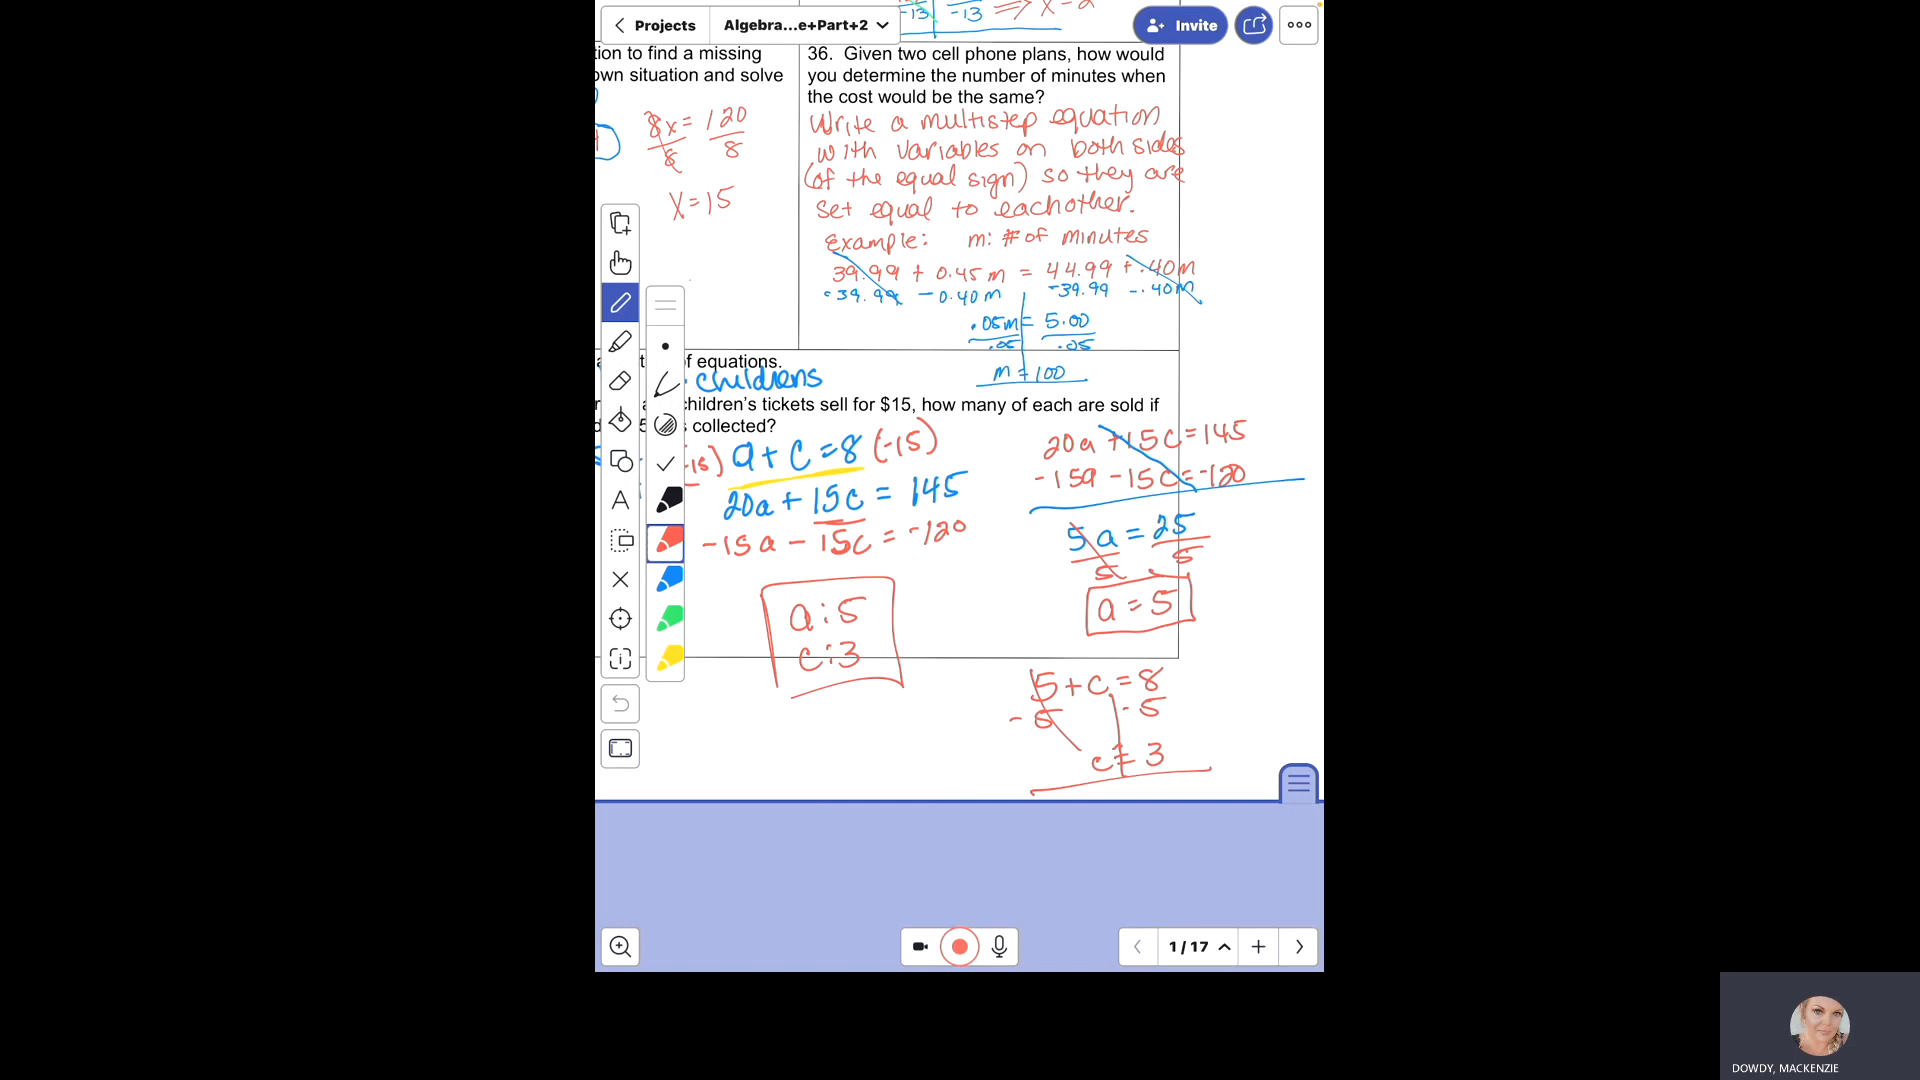 Projects
Algebra...e+Part+2
-13 -13 ⟹ x = 2
Invite
tion to find a missing
own situation and solve
8x = 120
8 8
x = 15
36. Given two cell phone plans, how would
you determine the number of minutes when
the cost would be the same?
Write a multistep equation
with variables on both sides
(of the equal sign) so they are
set equal to eachother.
Example: m: # of minutes
39.99 + 0.45m = 44.99 + .40m
-39.99 -0.40m -39.99 -.40m
.05m = 5.00
.05 .05
m = 100
f equations.
childrens
children's tickets sell for $15, how many of each are sold if
collected?
-15) a + c = 8 (-15)
20a + 15c = 145
-15a - 15c = -120
a: 5
c: 3
20a + 15c = 145
-15a - 15c = -120
5a = 25
5 5
a = 5
5 + c = 8
-5 -5
c = 3
A
1 / 17
DOWDY, MACKENZIE